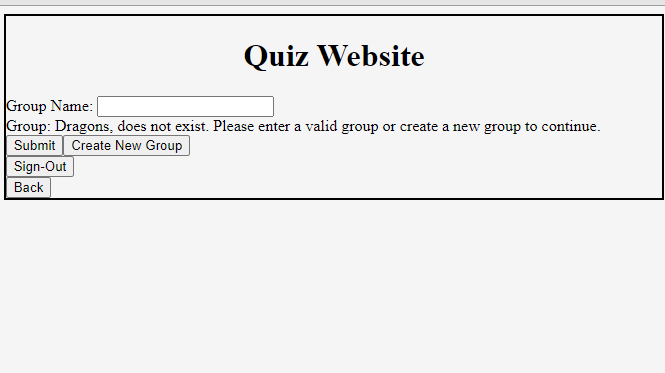 Quiz Website
Group Name:
Group: Dragons, does not exist. Please enter a valid group or create a new group to continue.
Submit Create New Group
Sign-Out
Back